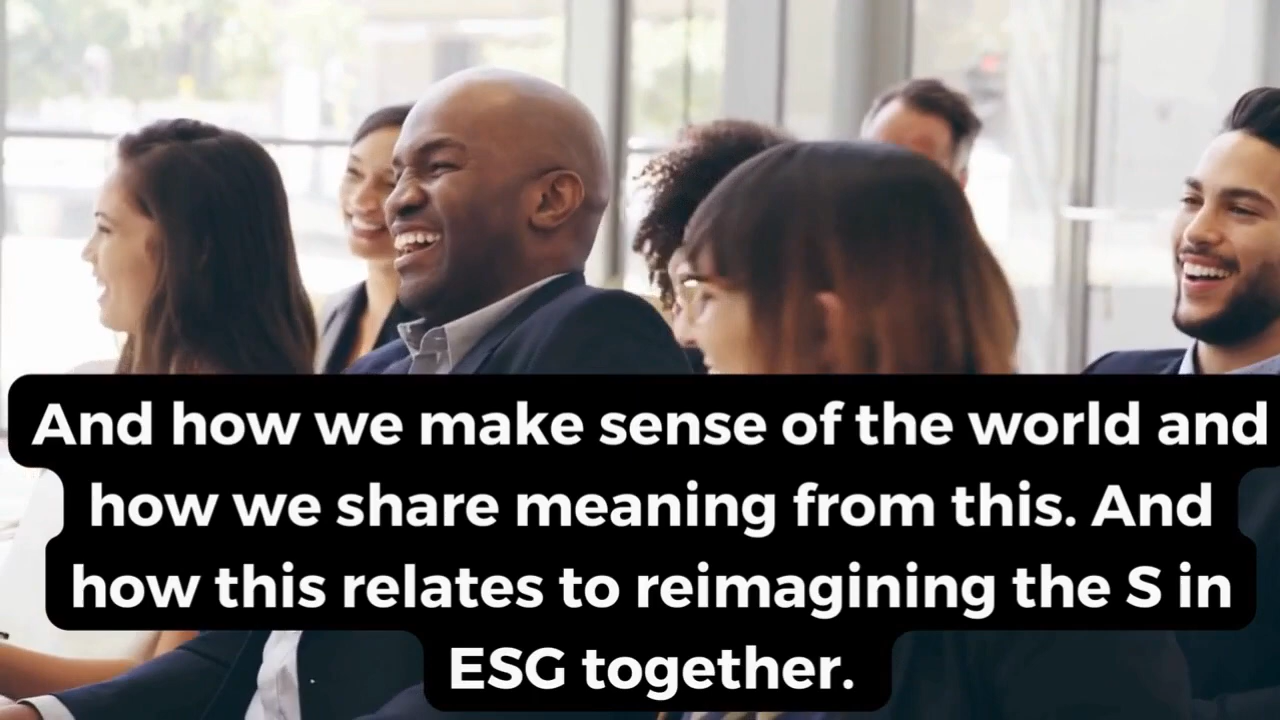 And how we make sense of the world and
how we share meaning from this. And
how this relates to reimagining the S in
ESG together.